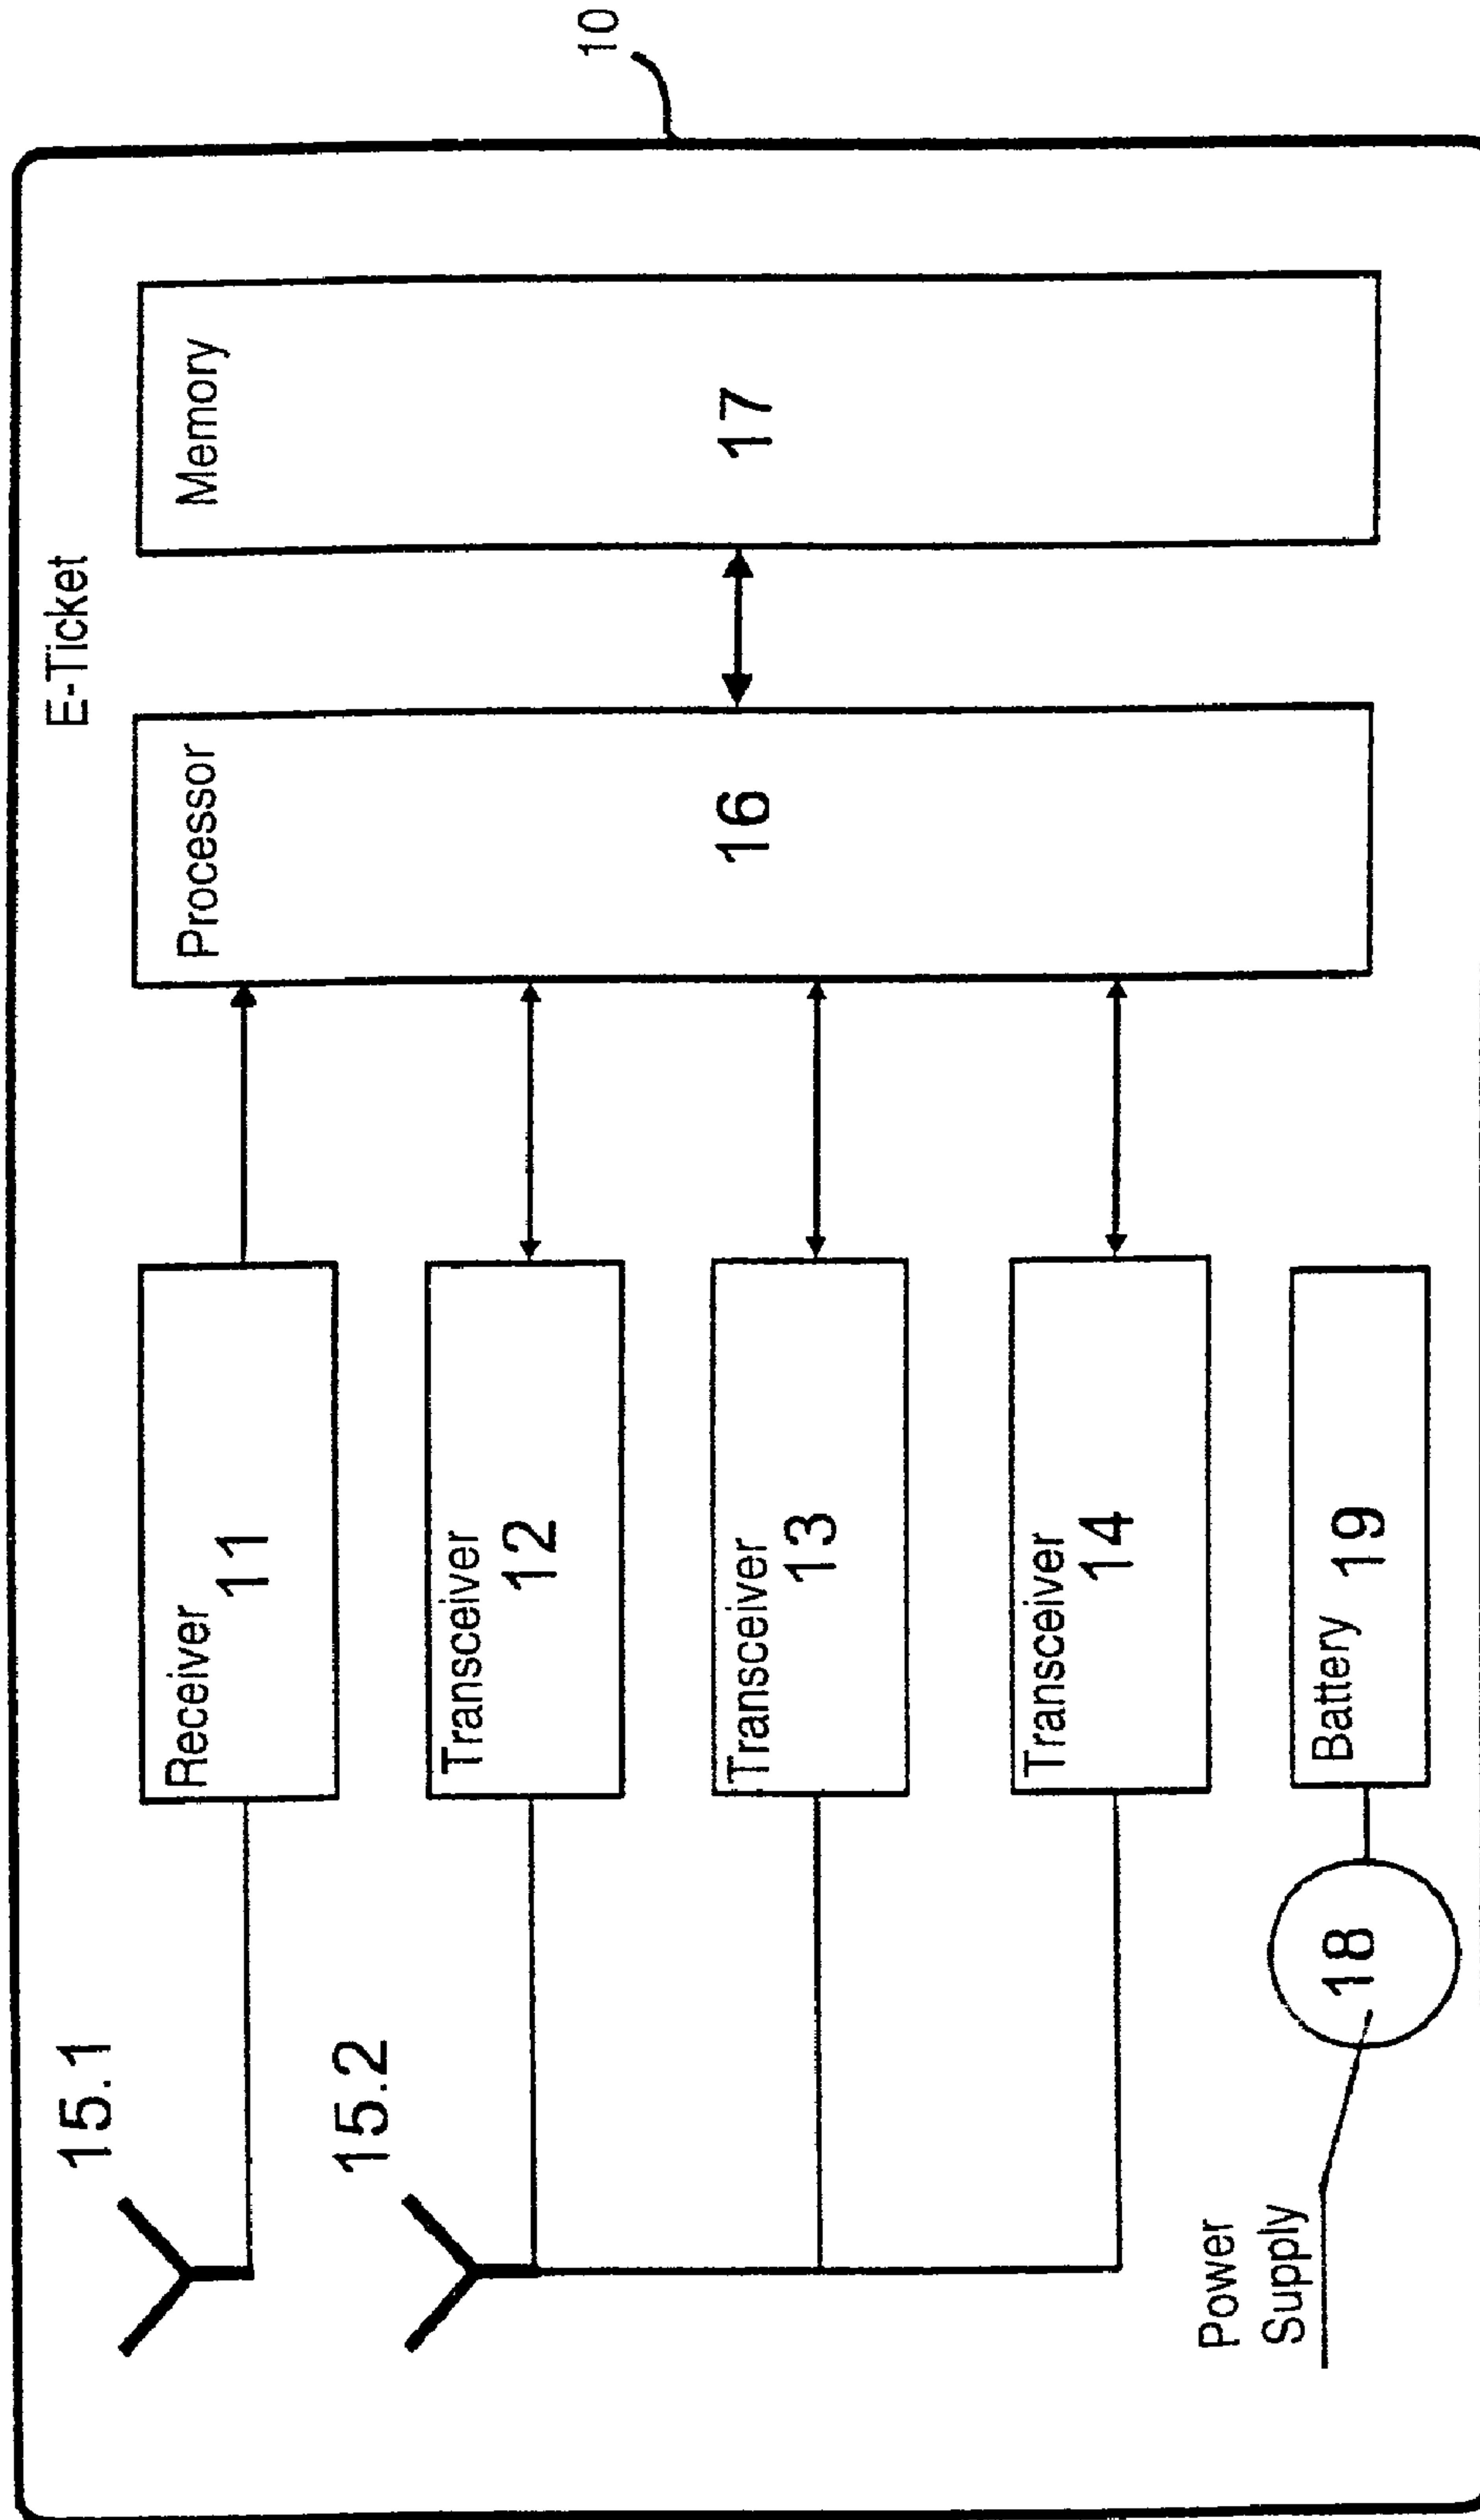 10
E-Ticket
15.1
Receiver
11
Processor
16
Memory
17
15.2
Transceiver
12
Transceiver
13
Transceiver
14
Power
Supply
18
Battery 19